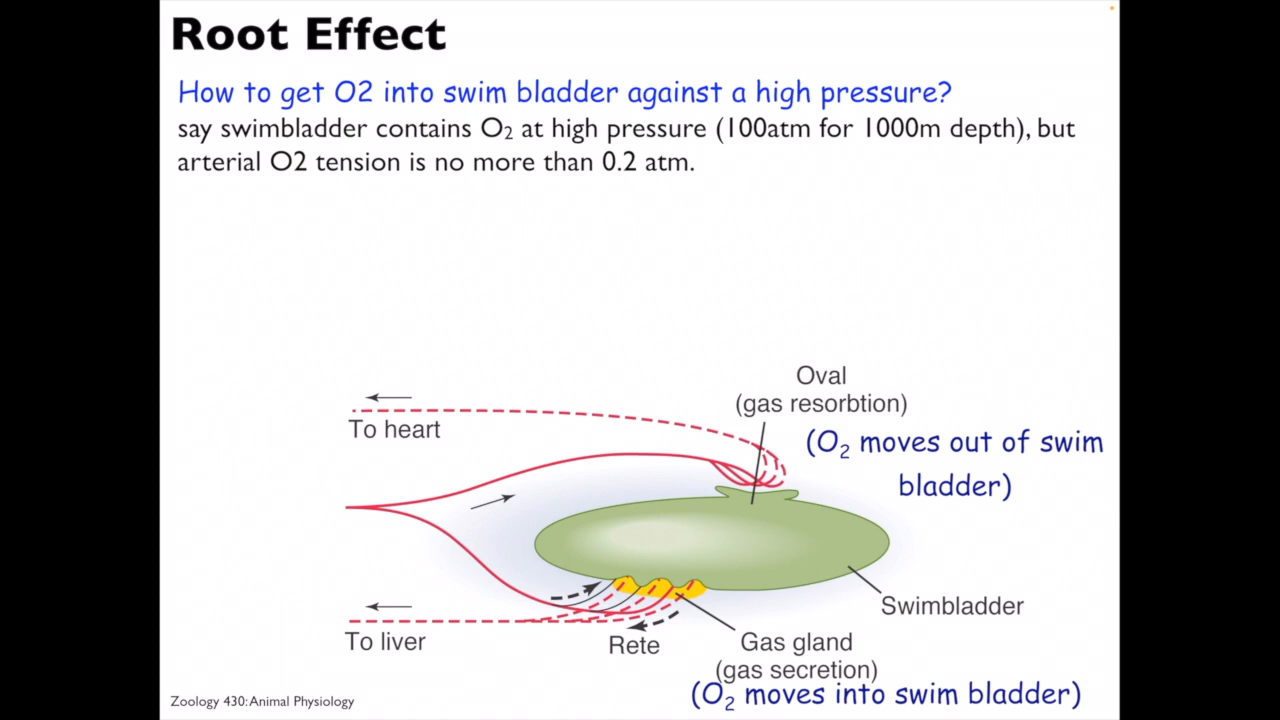 Root Effect
How to get O2 into swim bladder against a high pressure?
say swimbladder contains O₂ at high pressure (100atm for 1000m depth), but
arterial O2 tension is no more than 0.2 atm.
Oval
(gas resorbtion)
To heart
(O₂ moves out of swim
bladder)
Swimbladder
To liver
Rete
Gas gland
(gas secretion)
(O₂ moves into swim bladder)
Zoology 430: Animal Physiology